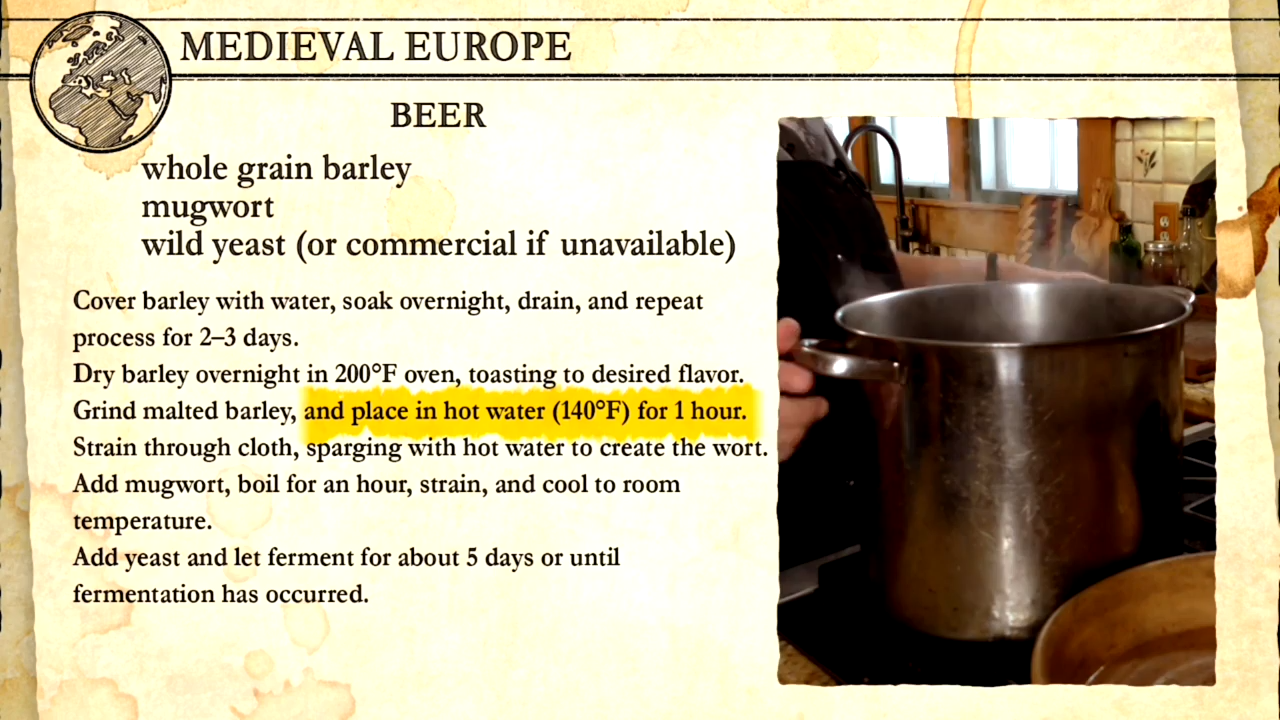 MEDIEVAL EUROPE
BEER
whole grain barley
mugwort
wild yeast (or commercial if unavailable)
Cover barley with water, soak overnight, drain, and repeat
process for 2–3 days.
Dry barley overnight in 200°F oven, toasting to desired flavor.
Grind malted barley, and place in hot water (140°F) for 1 hour.
Strain through cloth, sparging with hot water to create the wort.
Add mugwort, boil for an hour, strain, and cool to room
temperature.
Add yeast and let ferment for about 5 days or until
fermentation has occurred.